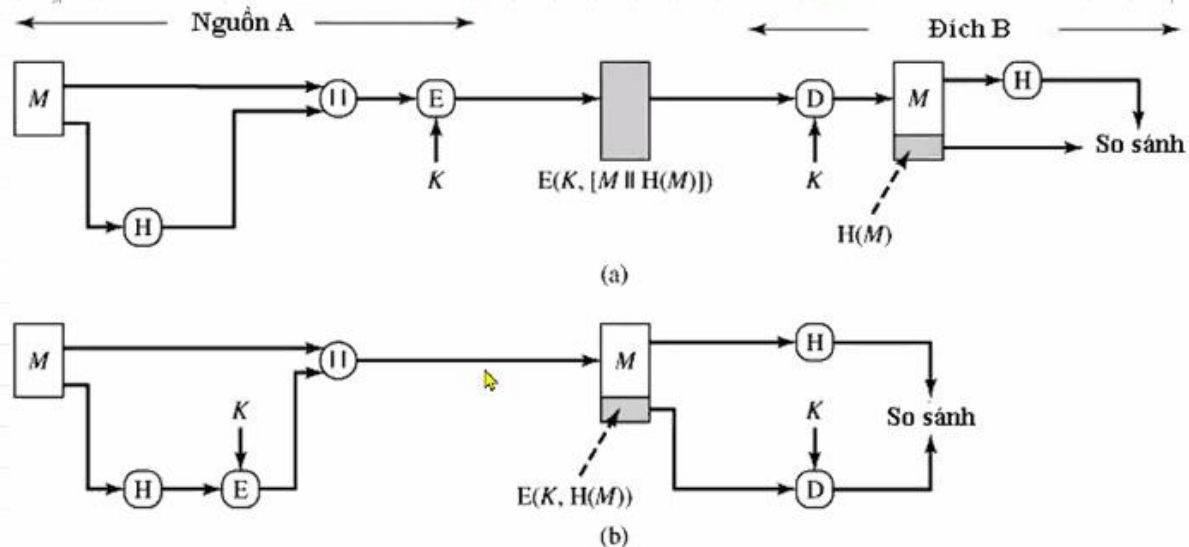 Nguồn A
Đích B
M
||
E
D
M
H
So sánh
K
E(K, [M || H(M)])
K
H
H(M)
(a)
M
||
M
H
K
K
So sánh
H
E
D
E(K, H(M))
(b)